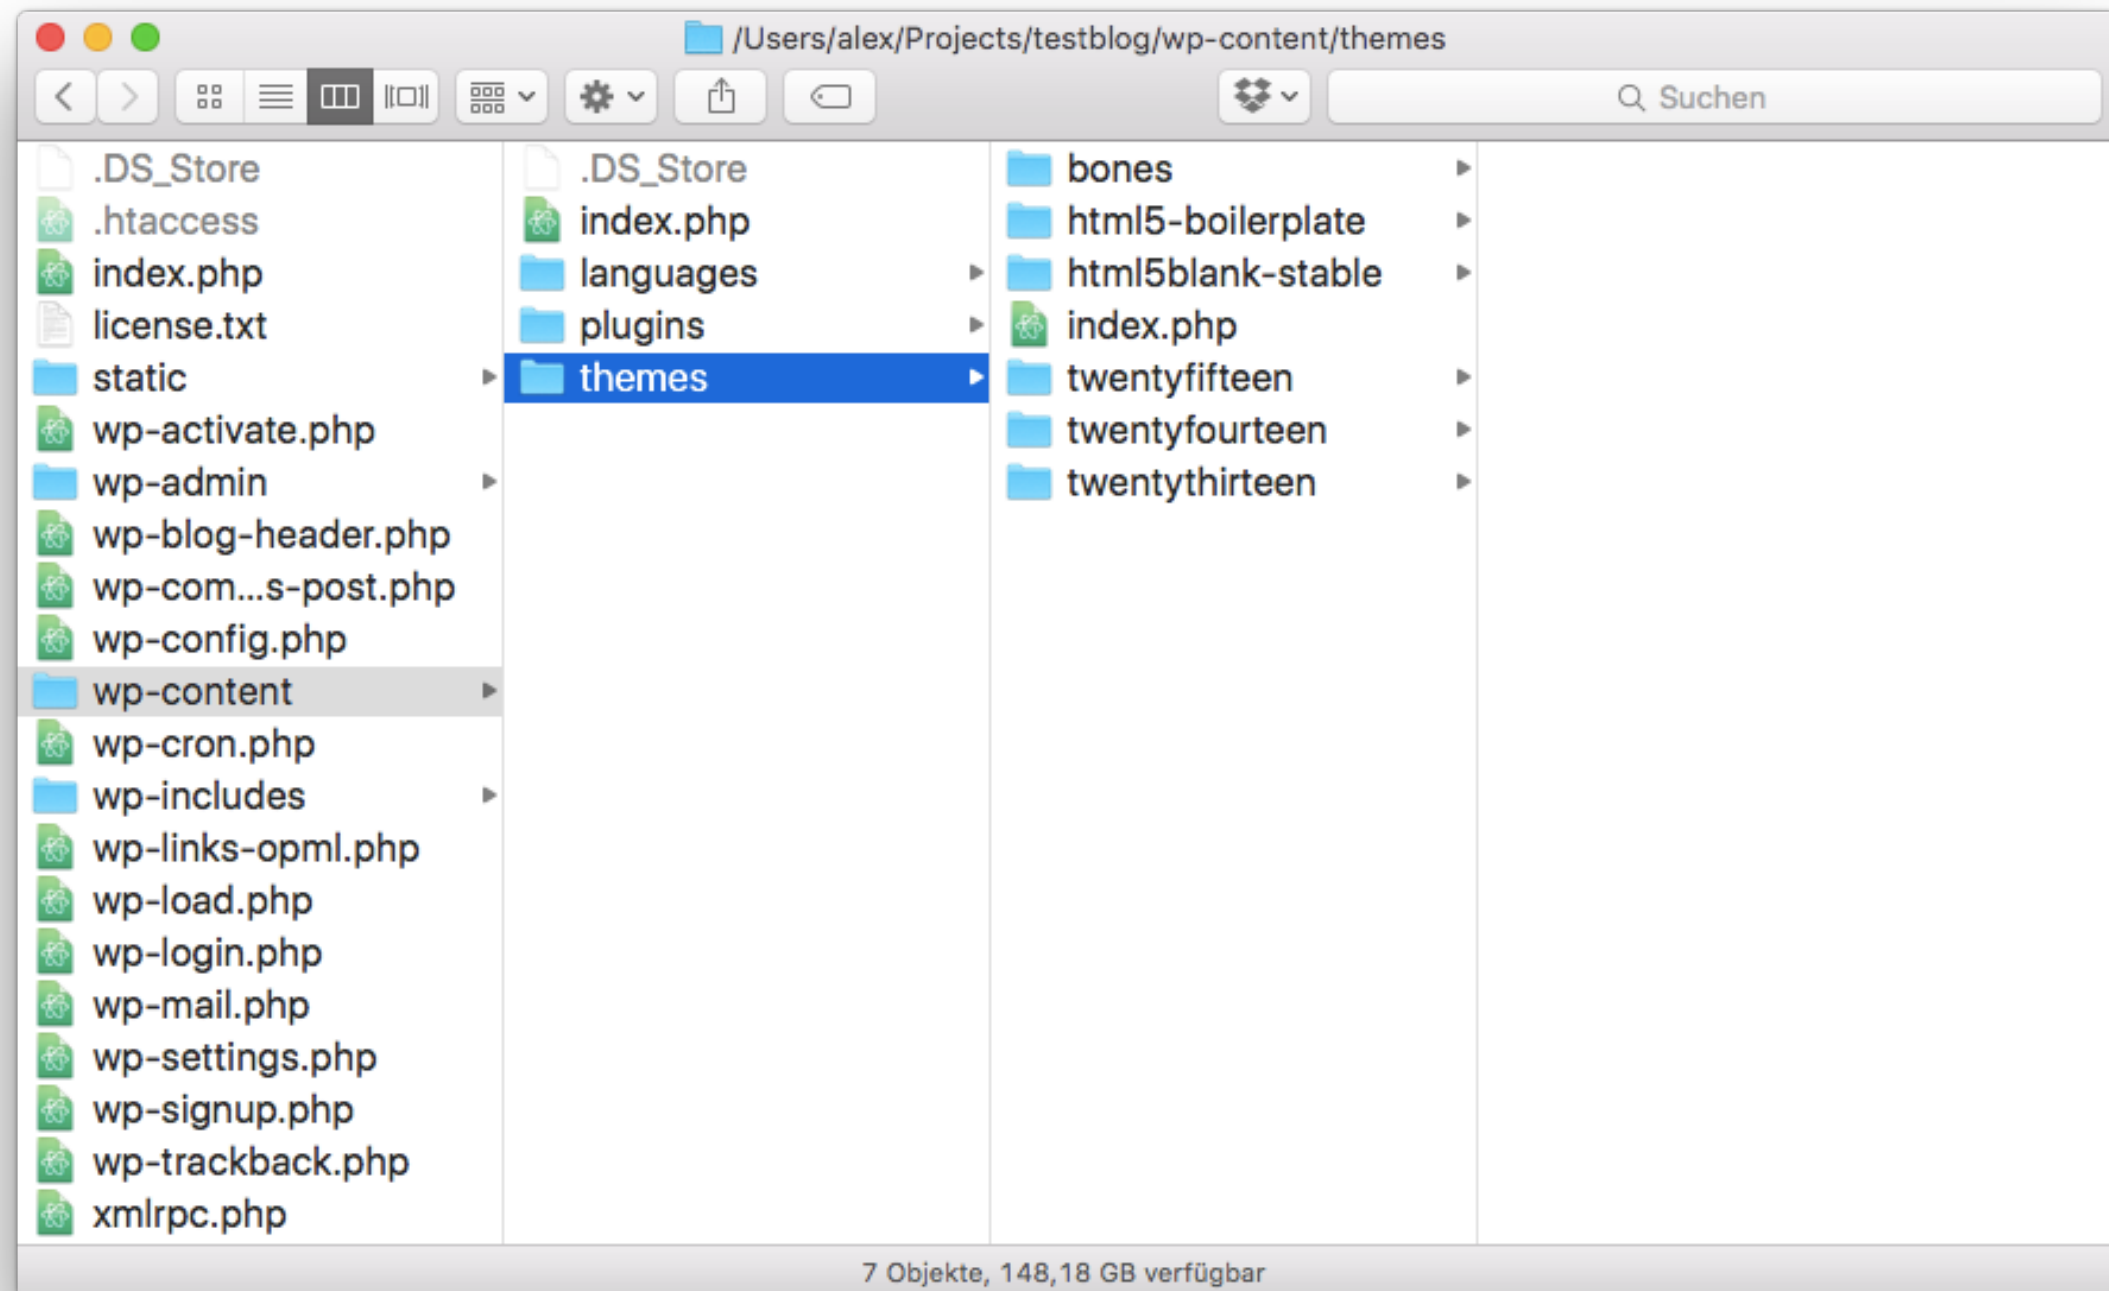 /Users/alex/Projects/testblog/wp-content/themes
Suchen
.DS_Store
.htaccess
index.php
license.txt
static
wp-activate.php
wp-admin
wp-blog-header.php
wp-com...s-post.php
wp-config.php
wp-content
wp-cron.php
wp-includes
wp-links-opml.php
wp-load.php
wp-login.php
wp-mail.php
wp-settings.php
wp-signup.php
wp-trackback.php
xmlrpc.php
.DS_Store
index.php
languages
plugins
themes
bones
html5-boilerplate
html5blank-stable
index.php
twentyfifteen
twentyfourteen
twentythirteen
7 Objekte, 148,18 GB verfügbar